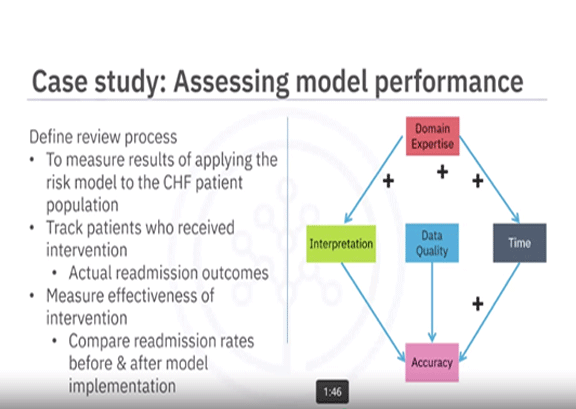 Case study: Assessing model performance
Define review process
• To measure results of applying the
risk model to the CHF patient
population
• Track patients who received
intervention
• Actual readmission outcomes
• Measure effectiveness of
intervention
• Compare readmission rates
before & after model
implementation
Domain
Expertise
+
+
+
Interpretation
Data
Quality
Time
+
Accuracy
1:46